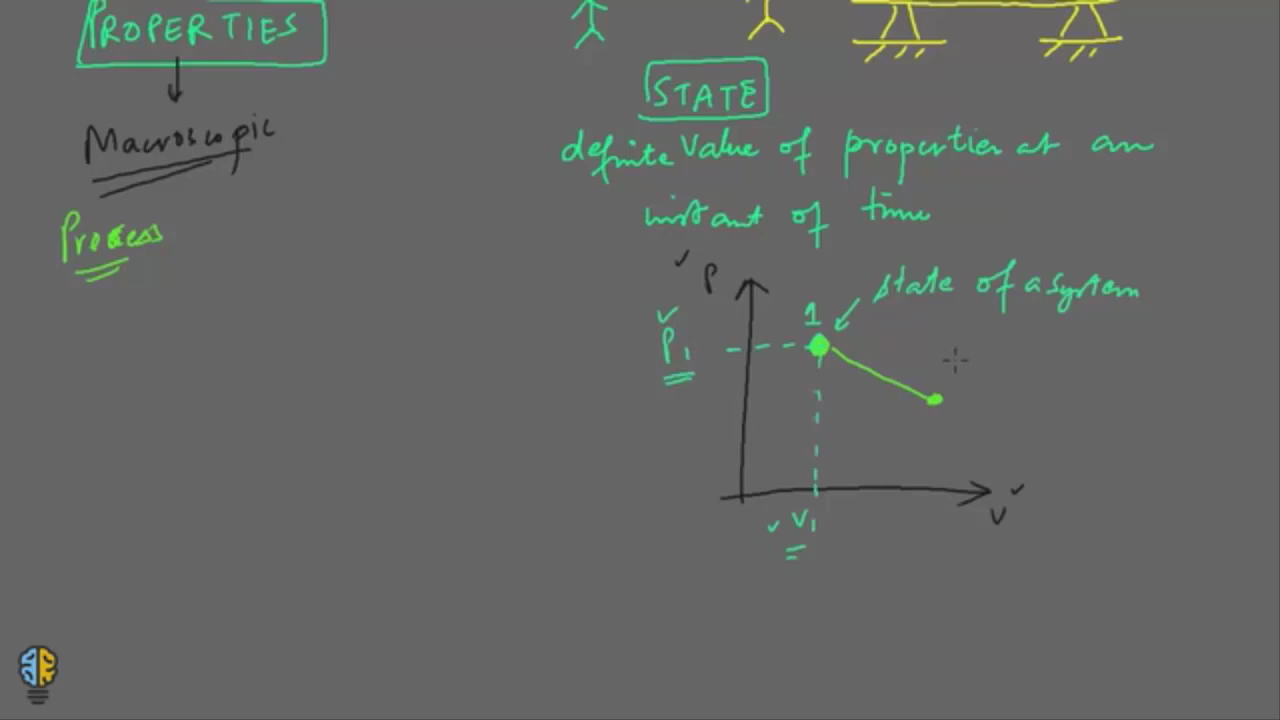 PROPERTIES
Macroscopic
Process
STATE
definite value of properties at an
instant of time
P
state of a system
1
P1
V1
V